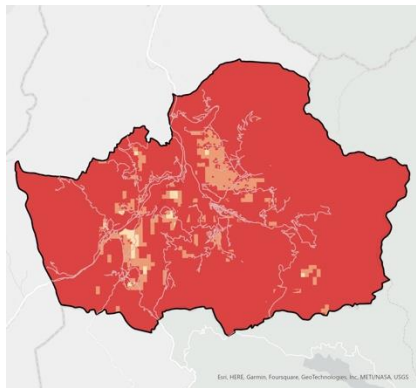 Esri, HERE, Garmin, Foursquare, GeoTechnologies, Inc, METI/NASA, USGS